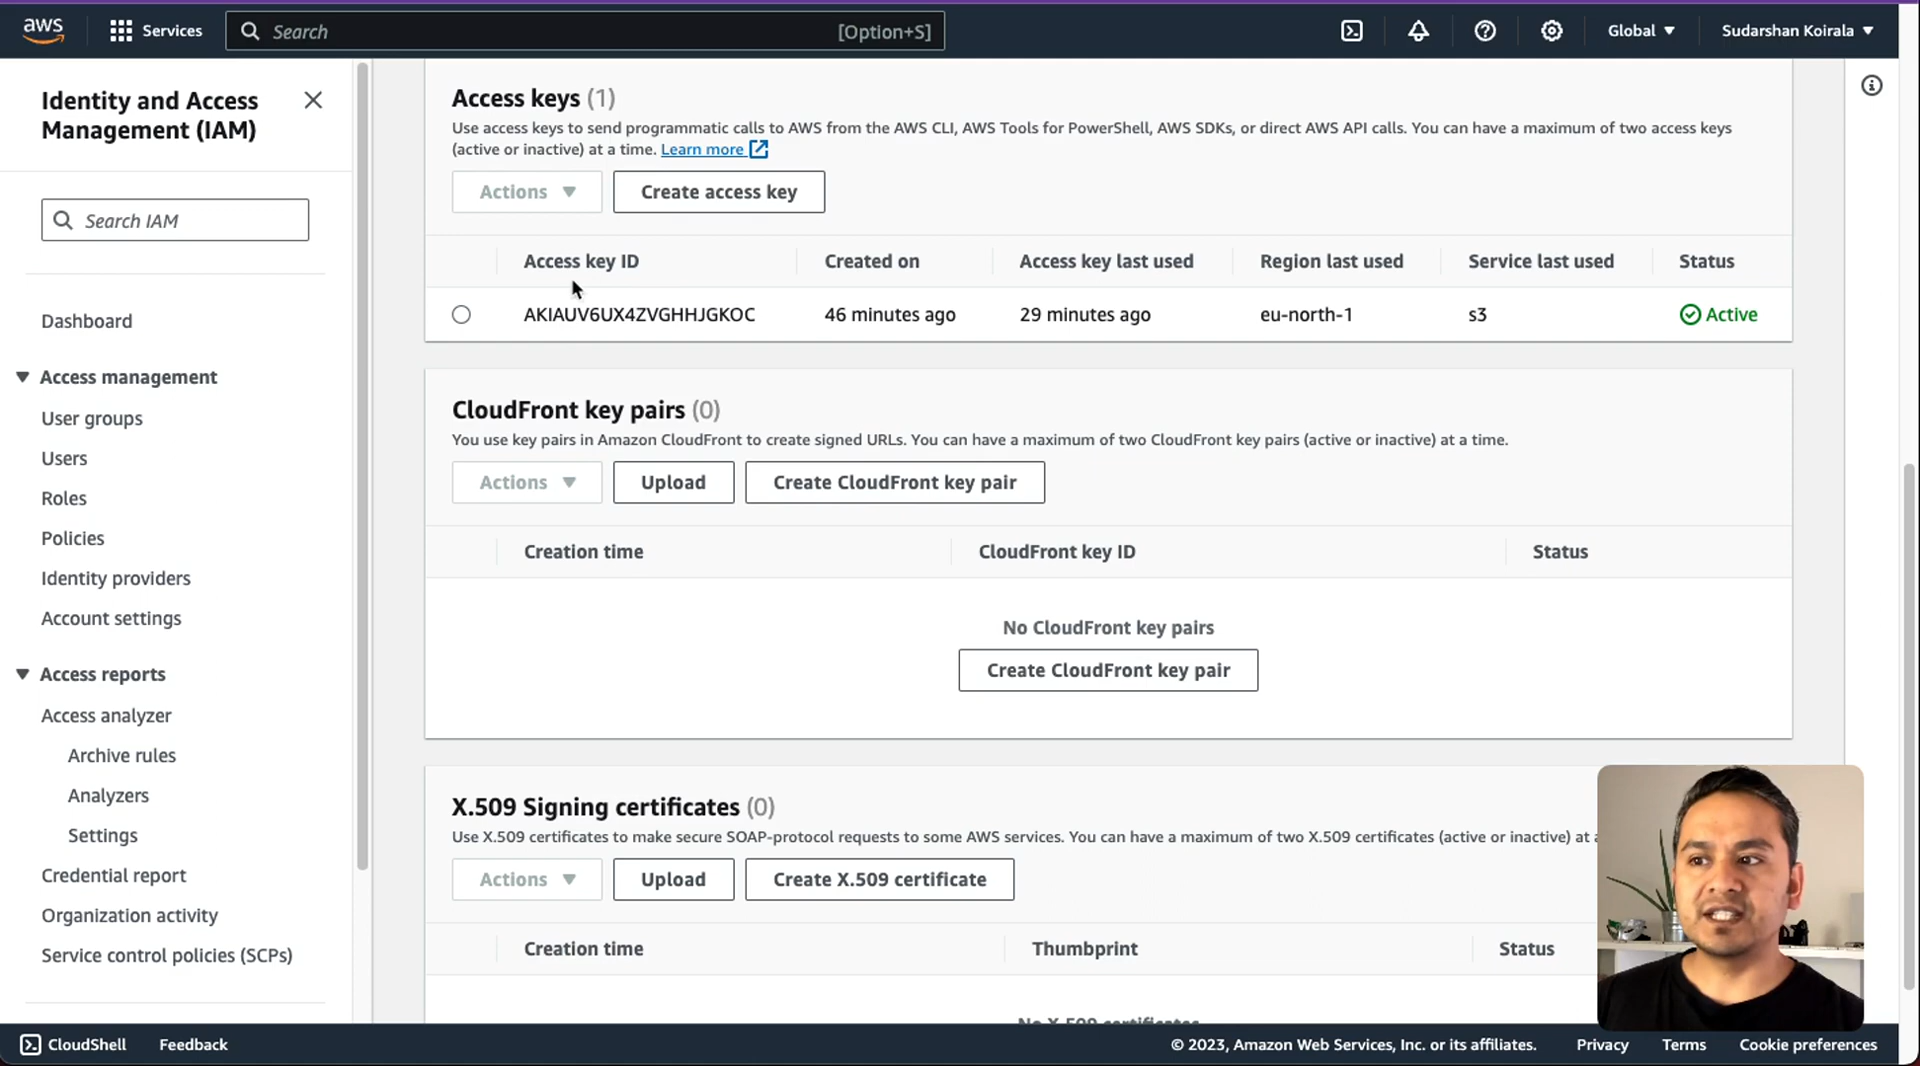 aws
Services
Search
[Option+S]
Global
Sudarshan Koirala
Identity and Access
Management (IAM)
Search IAM
Dashboard
Access management
User groups
Users
Roles
Policies
Identity providers
Account settings
Access reports
Access analyzer
Archive rules
Analyzers
Settings
Credential report
Organization activity
Service control policies (SCPs)
Access keys (1)
Use access keys to send programmatic calls to AWS from the AWS CLI, AWS Tools for PowerShell, AWS SDKs, or direct AWS API calls. You can have a maximum of two access keys
(active or inactive) at a time. Learn more
Actions
Create access key
Access key ID
Created on
Access key last used
Region last used
Service last used
Status
AKIAUV6UX4ZVGHHJGKOC
46 minutes ago
29 minutes ago
eu-north-1
s3
Active
CloudFront key pairs (0)
You use key pairs in Amazon CloudFront to create signed URLs. You can have a maximum of two CloudFront key pairs (active or inactive) at a time.
Actions
Upload
Create CloudFront key pair
Creation time
CloudFront key ID
Status
No CloudFront key pairs
Create CloudFront key pair
X.509 Signing certificates (0)
Use X.509 certificates to make secure SOAP-protocol requests to some AWS services. You can have a maximum of two X.509 certificates (active or inactive) at
Actions
Upload
Create X.509 certificate
Creation time
Thumbprint
Status
No X.509 certificates
CloudShell
Feedback
© 2023, Amazon Web Services, Inc. or its affiliates.
Privacy
Terms
Cookie preferences